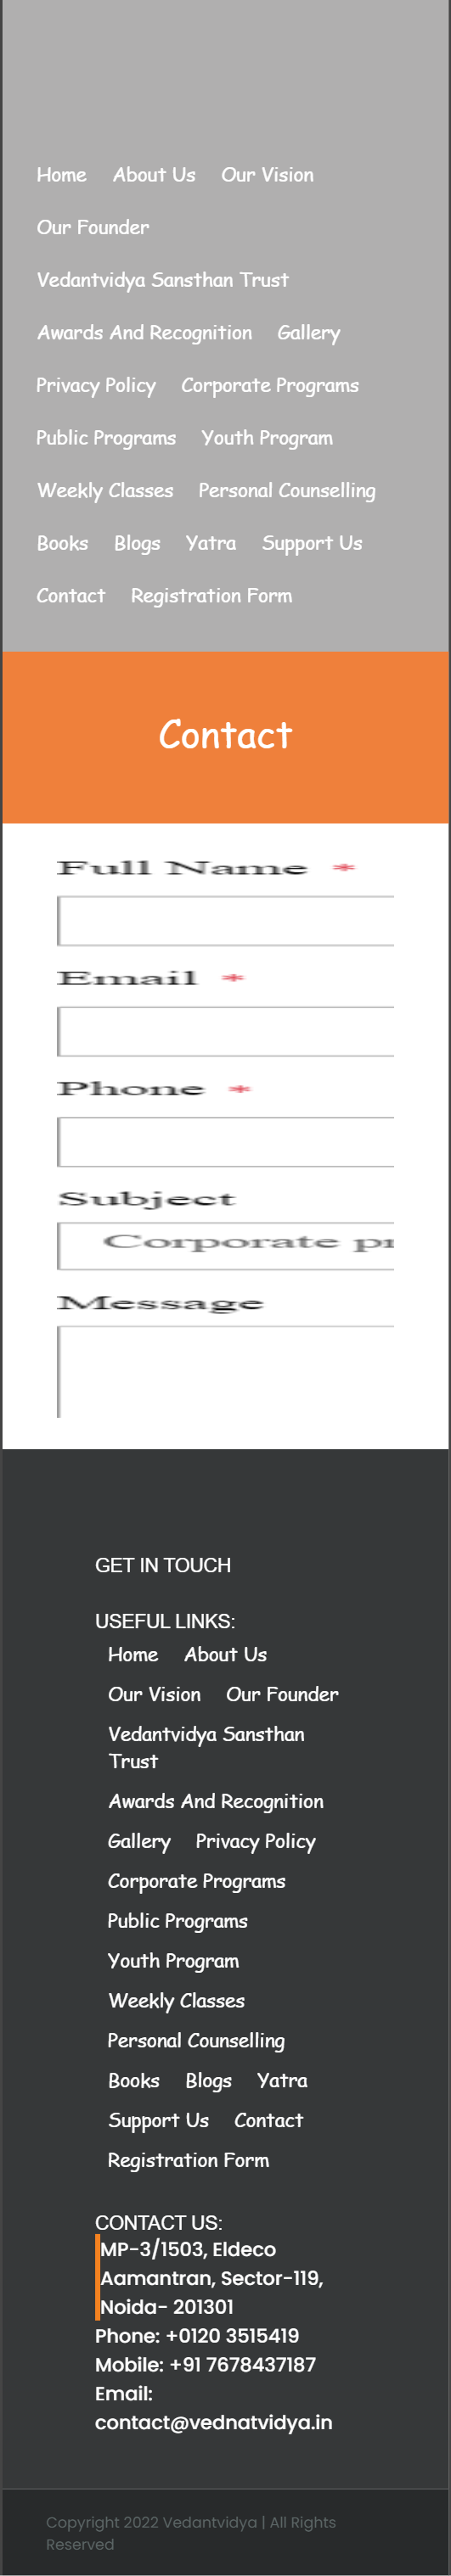 Home About Us Our Vision
Our Founder
Vedantvidya Sansthan Trust
Awards And Recognition Gallery
Privacy Policy Corporate Programs
Public Programs Youth Program
Weekly Classes Personal Counselling
Books Blogs Yatra Support Us
Contact Registration Form
Contact
Full Name *
Email *
Phone *
Subject
Corporate pr
Message
GET IN TOUCH
USEFUL LINKS:
Home About Us
Our Vision Our Founder
Vedantvidya Sansthan
Trust
Awards And Recognition
Gallery Privacy Policy
Corporate Programs
Public Programs
Youth Program
Weekly Classes
Personal Counselling
Books Blogs Yatra
Support Us Contact
Registration Form
CONTACT US:
MP-3/1503, Eldeco
Aamantran, Sector-119,
Noida- 201301
Phone: +0120 3515419
Mobile: +91 7678437187
Email:
contact@vednatvidya.in
Copyright 2022 Vedantvidya | All Rights
Reserved